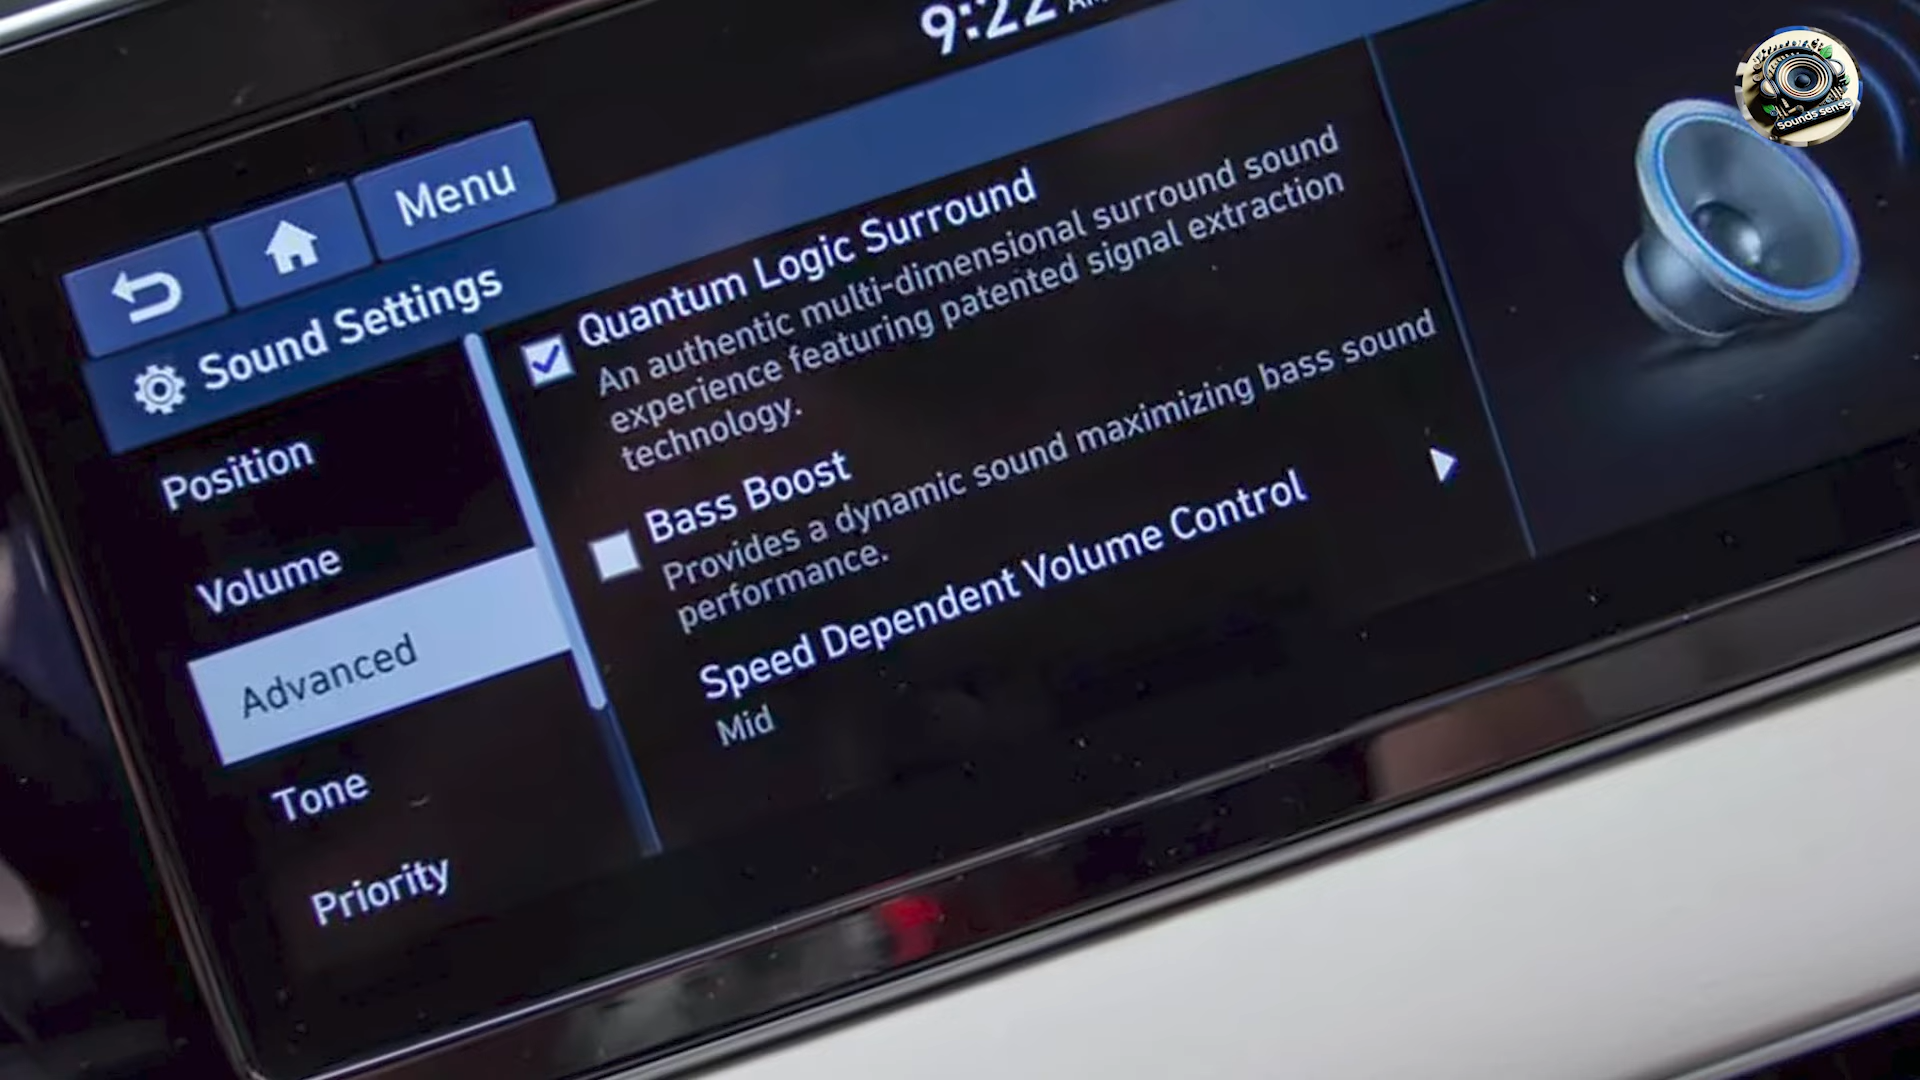 9:22 AM
Menu
Sound Settings
Position
Volume
Advanced
Tone
Priority
Quantum Logic Surround
An authentic multi-dimensional surround sound
experience featuring patented signal extraction
technology.
Bass Boost
Provides a dynamic sound maximizing bass sound
performance.
Speed Dependent Volume Control
Mid
sounds sense